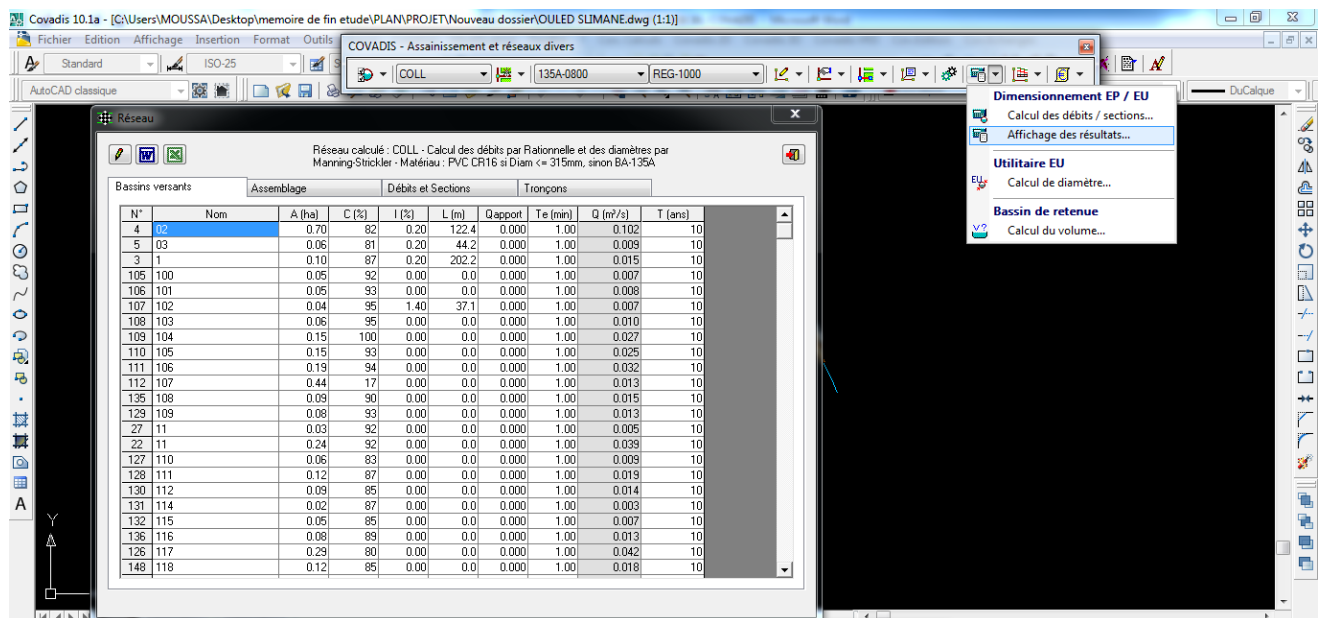 Covadis 10.1a - [C:\Users\MOUSSA\Desktop\memoire de fin etude\PLAN\PROJET\Nouveau dossier\OULED SLIMANE.dwg (1:1)]
Fichier Edition Affichage Insertion Format Outils
COVADIS - Assainissement et réseaux divers
Standard ISO-25
COLL 135A-0800 REG-1000
AutoCAD classique
DuCalque
Dimensionnement EP / EU
Calcul des débits / sections...
Affichage des résultats...
Utilitaire EU
Calcul de diamètre...
Bassin de retenue
Calcul du volume...
Réseau
Réseau calculé : COLL - Calcul des débits par Rationnelle et des diamètres par
Manning-Strickler - Matériau : PVC CR16 si Diam <= 315mm, sinon BA-135A
Bassins versants Assemblage Débits et Sections Tronçons
N° Nom A (ha) C (%) I (%) L (m) Qapport Te (min) Q (m³/s) T (ans)
4 02 0.70 82 0.20 122.4 0.000 1.00 0.102 10
5 03 0.06 81 0.20 44.2 0.000 1.00 0.009 10
3 1 0.10 87 0.20 202.2 0.000 1.00 0.015 10
105 100 0.05 92 0.00 0.0 0.000 1.00 0.007 10
106 101 0.05 93 0.00 0.0 0.000 1.00 0.008 10
107 102 0.04 95 1.40 37.1 0.000 1.00 0.007 10
108 103 0.06 95 0.00 0.0 0.000 1.00 0.010 10
109 104 0.15 100 0.00 0.0 0.000 1.00 0.027 10
110 105 0.15 93 0.00 0.0 0.000 1.00 0.025 10
111 106 0.19 94 0.00 0.0 0.000 1.00 0.032 10
112 107 0.44 17 0.00 0.0 0.000 1.00 0.013 10
135 108 0.09 90 0.00 0.0 0.000 1.00 0.015 10
129 109 0.08 93 0.00 0.0 0.000 1.00 0.013 10
27 11 0.03 92 0.00 0.0 0.000 1.00 0.005 10
22 11 0.24 92 0.00 0.0 0.000 1.00 0.039 10
127 110 0.06 83 0.00 0.0 0.000 1.00 0.009 10
128 111 0.12 87 0.00 0.0 0.000 1.00 0.019 10
130 112 0.09 85 0.00 0.0 0.000 1.00 0.014 10
131 114 0.02 87 0.00 0.0 0.000 1.00 0.003 10
132 115 0.05 85 0.00 0.0 0.000 1.00 0.007 10
136 116 0.08 89 0.00 0.0 0.000 1.00 0.013 10
126 117 0.29 80 0.00 0.0 0.000 1.00 0.042 10
148 118 0.12 85 0.00 0.0 0.000 1.00 0.018 10
Y